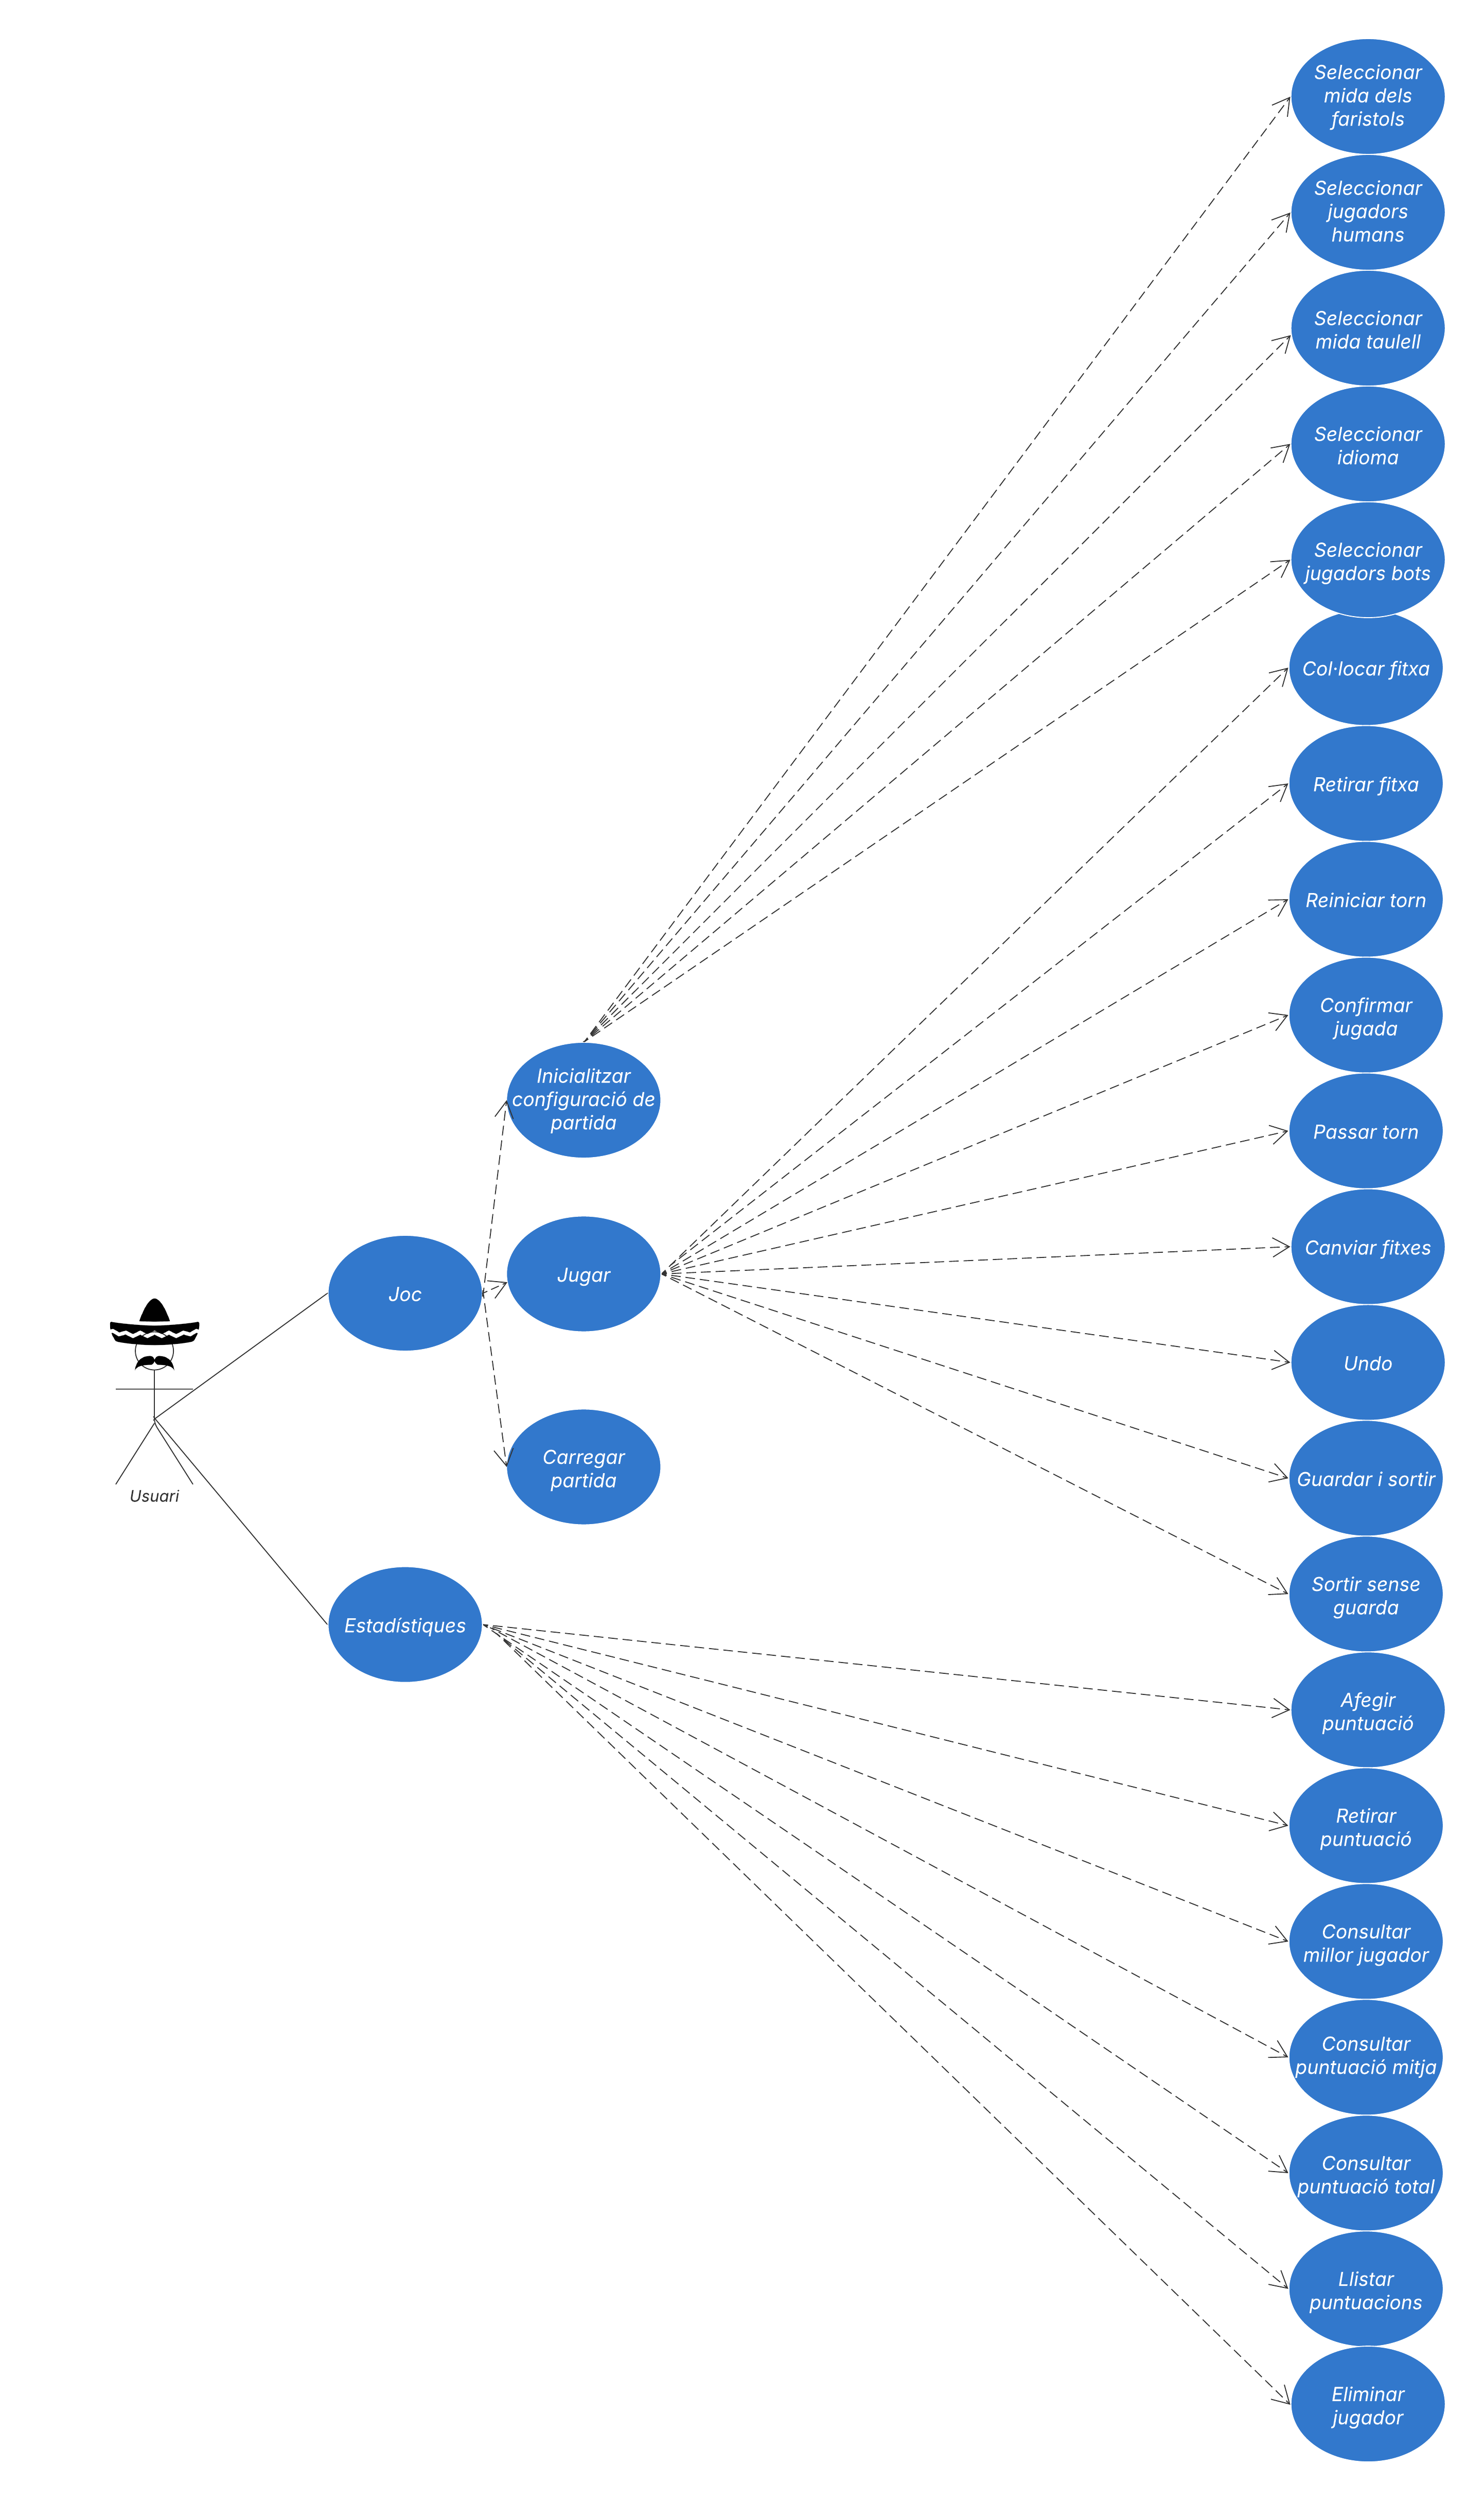 Seleccionar
mida dels
faristols
Seleccionar
jugadors
humans
Seleccionar
mida taulell
Seleccionar
idioma
Seleccionar
jugadors bots
Col·locar fitxa
Retirar fitxa
Reiniciar torn
Confirmar
jugada
Inicialitzar
configuració de
partida
Passar torn
Canviar fitxes
Jugar
Joc
Undo
Carregar
partida
Guardar i sortir
Usuari
Sortir sense
guarda
Estadístiques
Afegir
puntuació
Retirar
puntuació
Consultar
millor jugador
Consultar
puntuació mitja
Consultar
puntuació total
Llistar
puntuacions
Eliminar
jugador